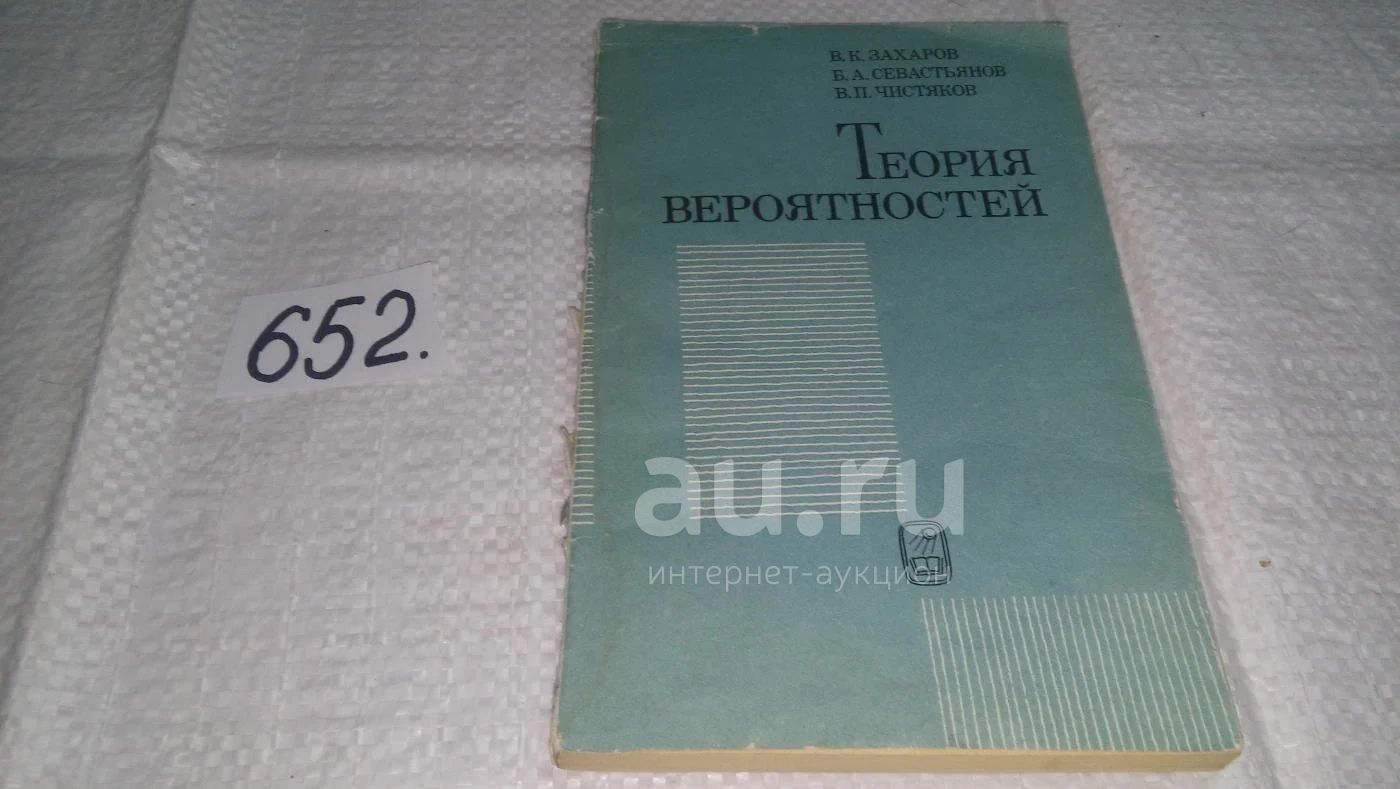 В. К. ЗАХАРОВ
Б. А. СЕВАСТЬЯНОВ
В. П. ЧИСТЯКОВ
ТЕОРИЯ
ВЕРОЯТНОСТЕЙ
652.
au.ru
интернет-аукцион